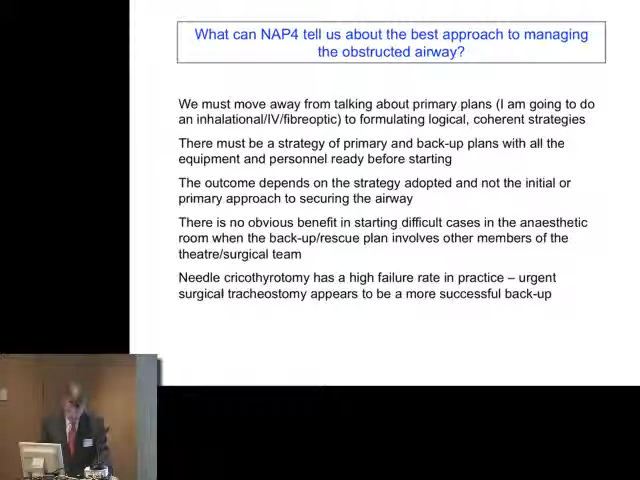 What can NAP4 tell us about the best approach to managing
the obstructed airway?
We must move away from talking about primary plans (I am going to do
an inhalational/IV/fibreoptic) to formulating logical, coherent strategies
There must be a strategy of primary and back-up plans with all the
equipment and personnel ready before starting
The outcome depends on the strategy adopted and not the initial or
primary approach to securing the airway
There is no obvious benefit in starting difficult cases in the anaesthetic
room when the back-up/rescue plan involves other members of the
theatre/surgical team
Needle cricothyrotomy has a high failure rate in practice – urgent
surgical tracheostomy appears to be a more successful back-up